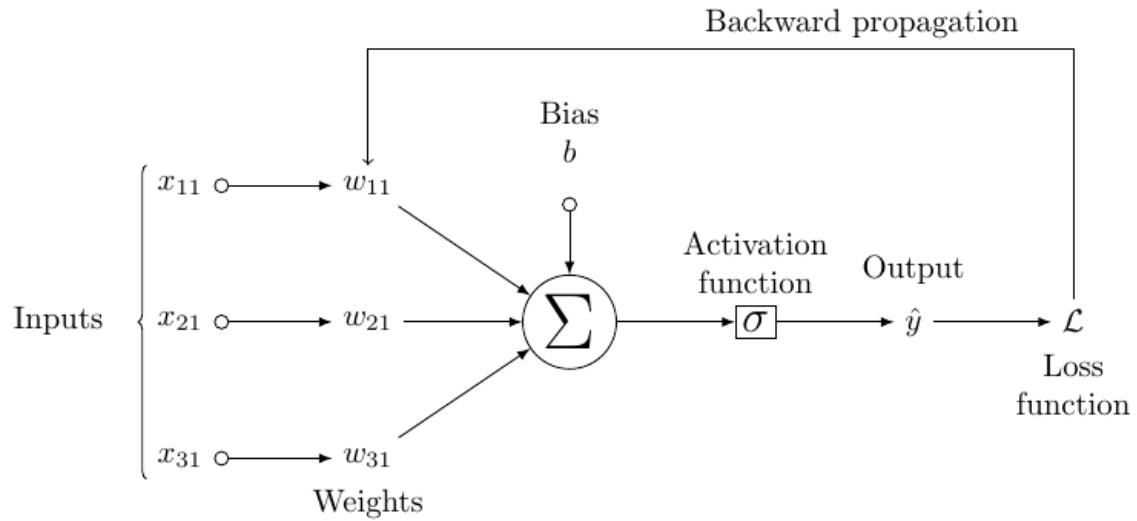 Backward propagation
Bias
b
x₁₁ w₁₁
Activation
function
Output
Inputs x₂₁ w₂₁ Σ σ ŷ ℒ
Loss
function
x₃₁ w₃₁
Weights